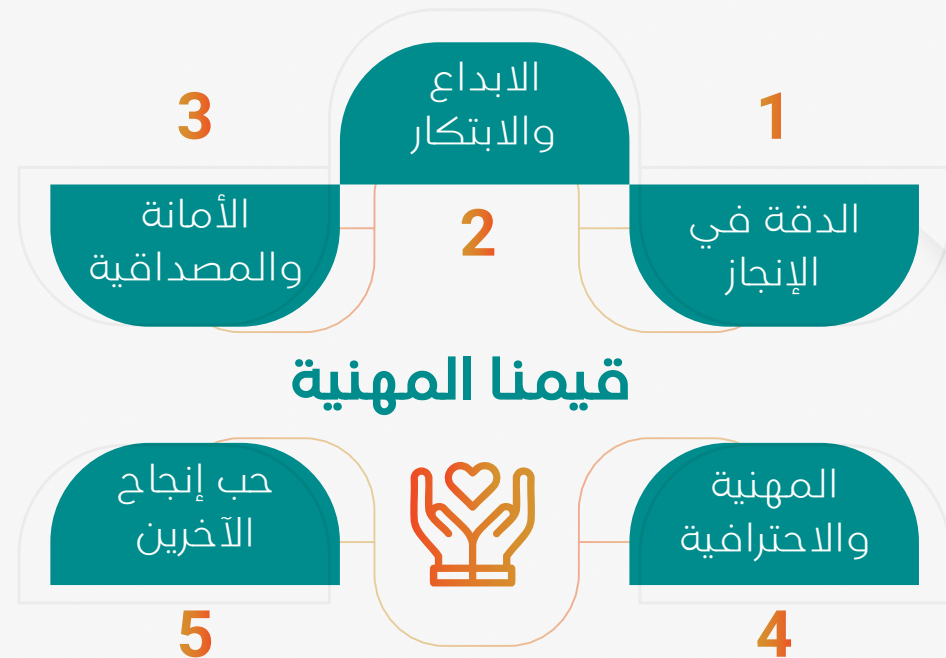 1
الدقة في
الإنجاز
الابداع
والابتكار
2
3
الأمانة
والمصداقية
قيمنا المهنية
المهنية
والاحترافية
4
حب إنجاح
الآخرين
5